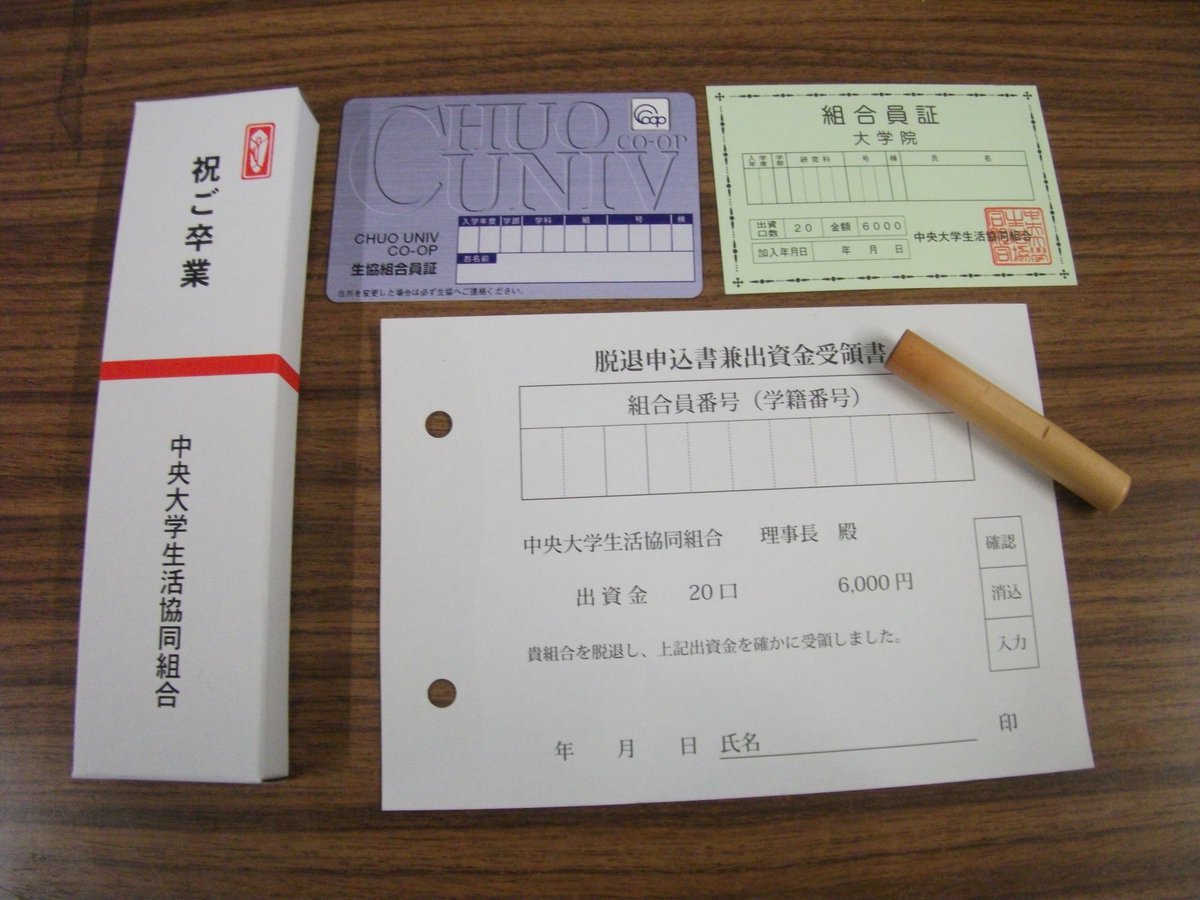 祝ご卒業
中央大学生活協同組合
CHUO
CO-OP
UNIV
coop
入学年度 学部 学科 組 号 検
お名前
CHUO UNIV
CO-OP
生協組合員証
住所を変更した場合は必ず生協へご連絡ください。
組合員証
大学院
入学年度 学部 研究科 号 検 氏 名
出資口数 20 金額 6000
加入年月日 年 月 日
中央大学生活協同組合
脱退申込書兼出資金受領書
組合員番号（学籍番号）
中央大学生活協同組合 理事長 殿
出資金 20口 6,000円
貴組合を脱退し、上記出資金を確かに受領しました。
確認
消込
入力
年 月 日 氏名 印